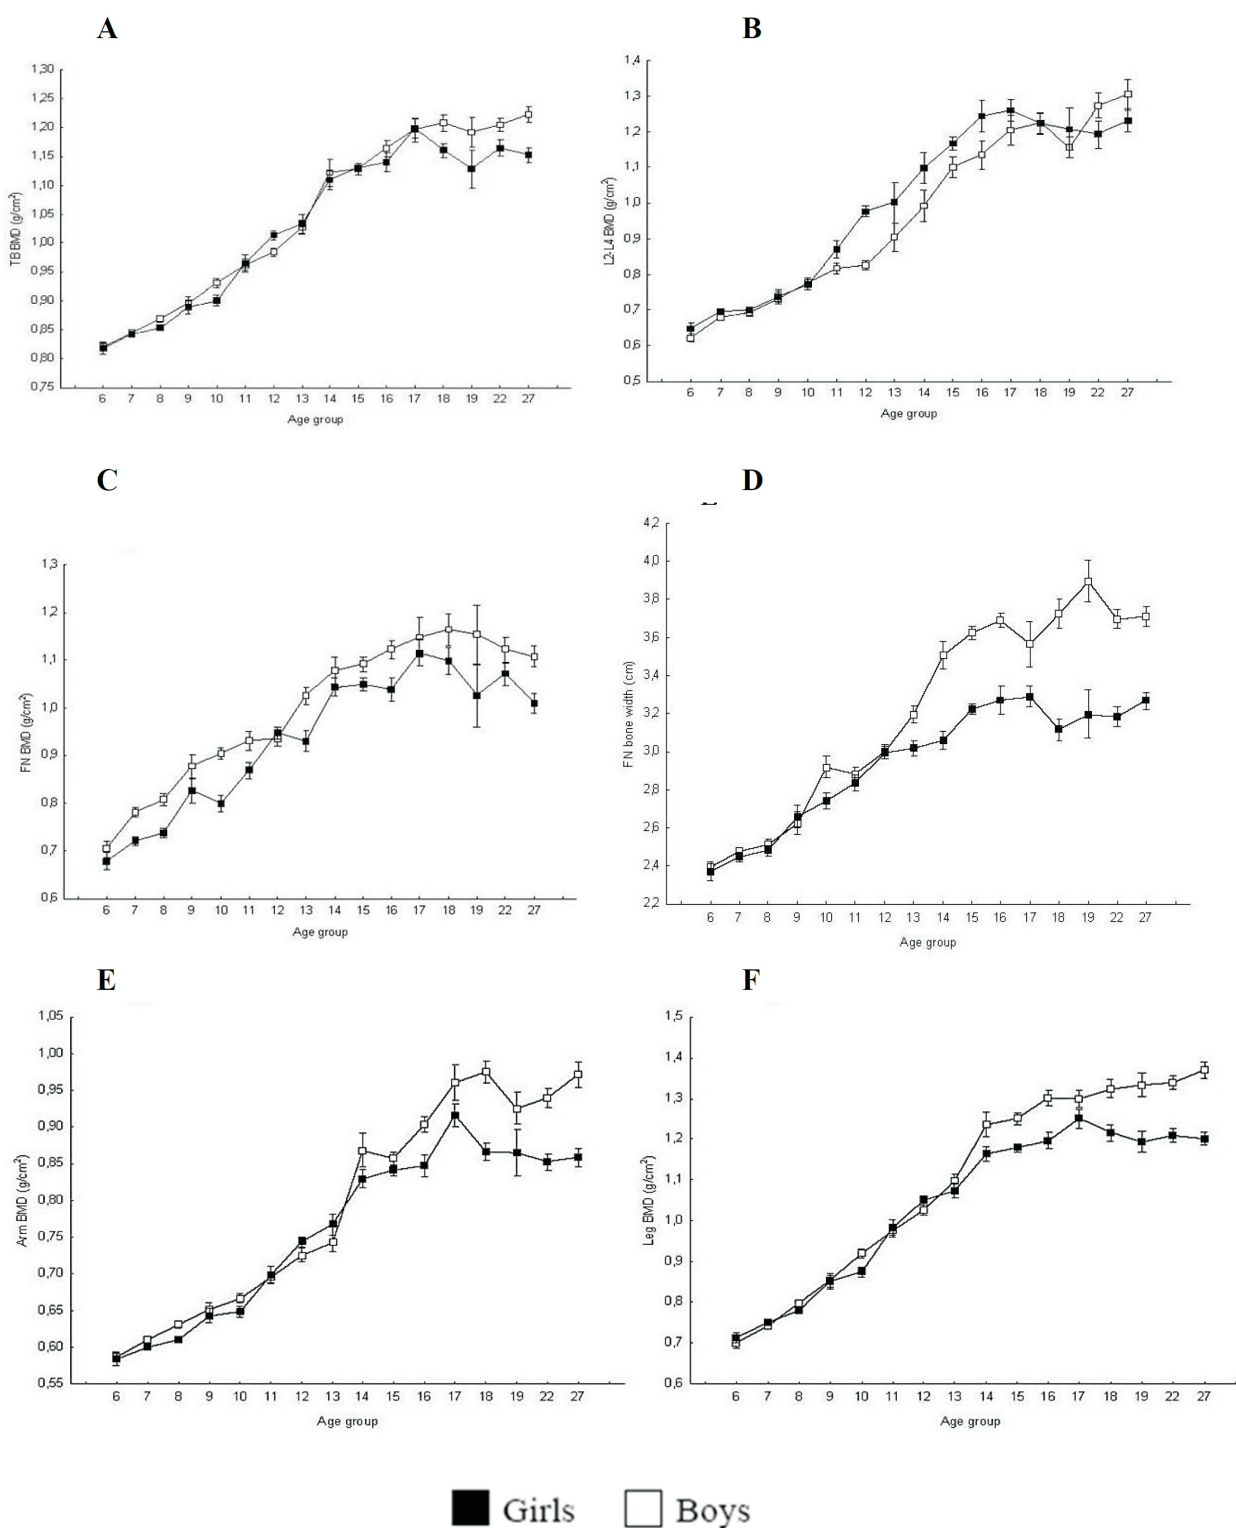 A
B
1,30
1,25
1,20
1,15
1,10
1,05
1,00
0,95
0,90
0,85
0,80
0,75
TB BMD (g/cm²)
6 7 8 9 10 11 12 13 14 15 16 17 18 19 22 27
Age group
1,4
1,3
1,2
1,1
1,0
0,9
0,8
0,7
0,6
0,5
L2-L4 BMD (g/cm²)
6 7 8 9 10 11 12 13 14 15 16 17 18 19 22 27
Age group
C
D
1,3
1,2
1,1
1,0
0,9
0,8
0,7
0,6
FN BMD (g/cm²)
6 7 8 9 10 11 12 13 14 15 16 17 18 19 22 27
Age group
4,2
4,0
3,8
3,6
3,4
3,2
3,0
2,8
2,6
2,4
2,2
FN bone width (cm)
6 7 8 9 10 11 12 13 14 15 16 17 18 19 22 27
Age group
E
F
1,05
1,00
0,95
0,90
0,85
0,80
0,75
0,70
0,65
0,60
0,55
Arm BMD (g/cm²)
6 7 8 9 10 11 12 13 14 15 16 17 18 19 22 27
Age group
1,5
1,4
1,3
1,2
1,1
1,0
0,9
0,8
0,7
0,6
Leg BMD (g/cm²)
6 7 8 9 10 11 12 13 14 15 16 17 18 19 22 27
Age group
Girls Boys